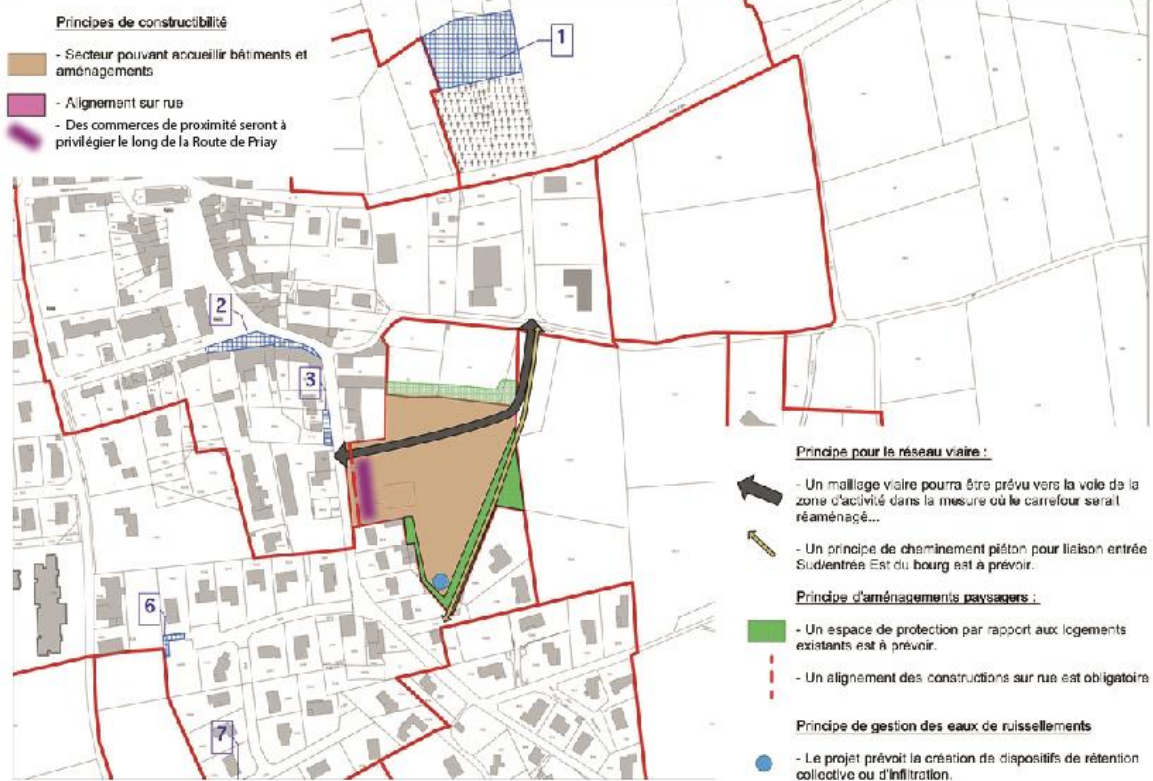 Principes de constructibilité
- Secteur pouvant accueillir bâtiments et
aménagements
- Alignement sur rue
- Des commerces de proximité seront à
privilégier le long de la Route de Priay
1
2
3
6
7
Principe pour le réseau viaire :
- Un maillage viaire pourra être prévu vers la voie de la
zone d'activité dans la mesure où le carrefour serait
réaménagé...
- Un principe de cheminement piéton pour liaison entrée
Sud/entrée Est du bourg est à prévoir.
Principe d'aménagements paysagers :
- Un espace de protection par rapport aux logements
existants est à prévoir.
- Un alignement des constructions sur rue est obligatoire
Principe de gestion des eaux de ruissellements
- Le projet prévoit la création de dispositifs de rétention
collective ou d'infiltration.